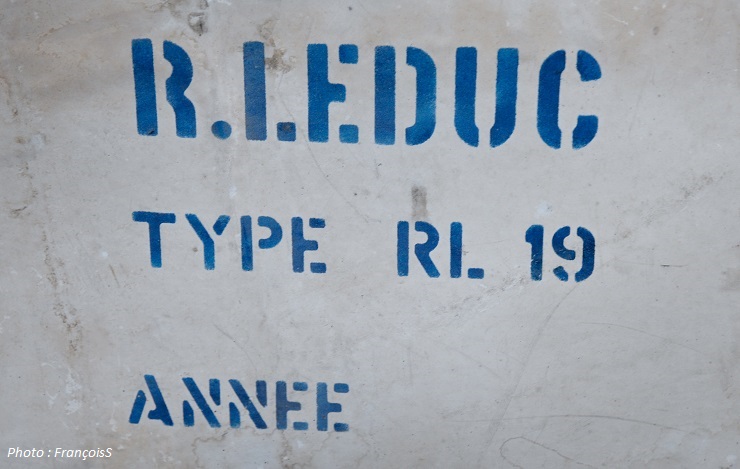 R.LEDUC
TYPE RL 19
ANNEE
Photo : FrançoisS